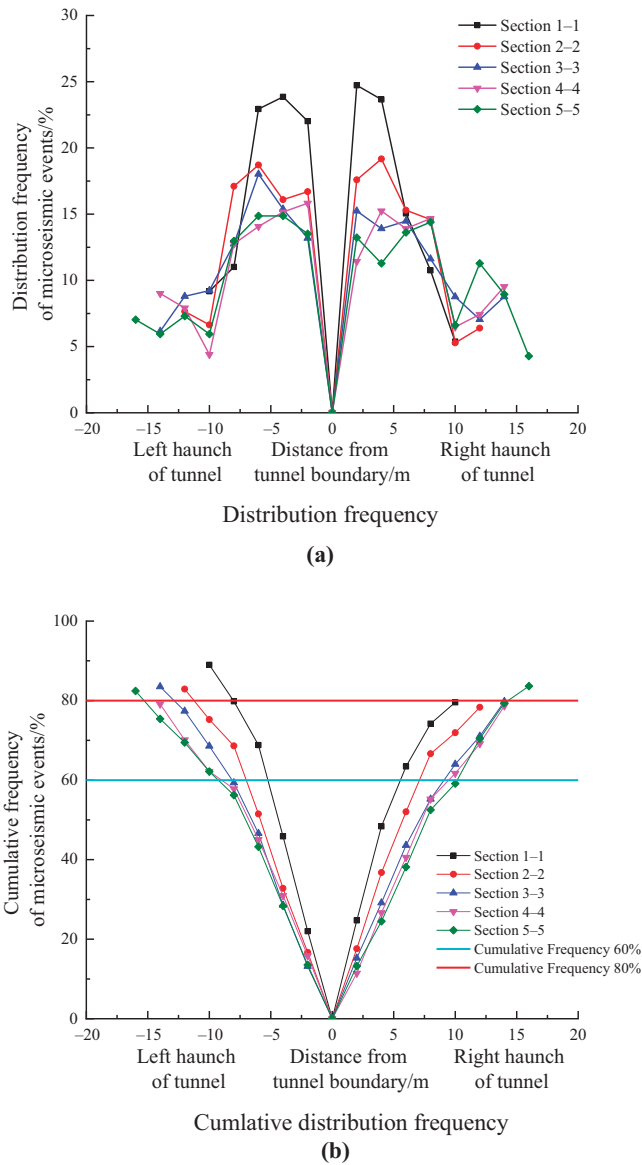 Distribution frequency
of microseismic events/%
30
25
20
15
10
5
0
Section 1–1
Section 2–2
Section 3–3
Section 4–4
Section 5–5
–20 –15 –10 –5 0 5 10 15 20
Left haunch Distance from Right haunch
of tunnel tunnel boundary/m of tunnel
Distribution frequency
(a)
Cumulative frequency
of microseismic events/%
100
80
60
40
20
0
Section 1–1
Section 2–2
Section 3–3
Section 4–4
Section 5–5
Cumulative Frequency 60%
Cumulative Frequency 80%
–20 –15 –10 –5 0 5 10 15 20
Left haunch Distance from Right haunch
of tunnel tunnel boundary/m of tunnel
Cumlative distribution frequency
(b)